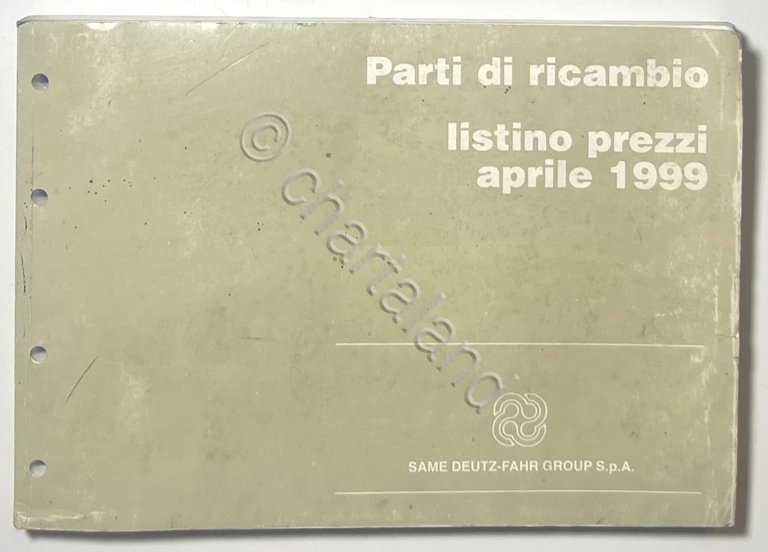 Parti di ricambio
listino prezzi
aprile 1999
© chartaland
SAME DEUTZ-FAHR GROUP S.p.A.